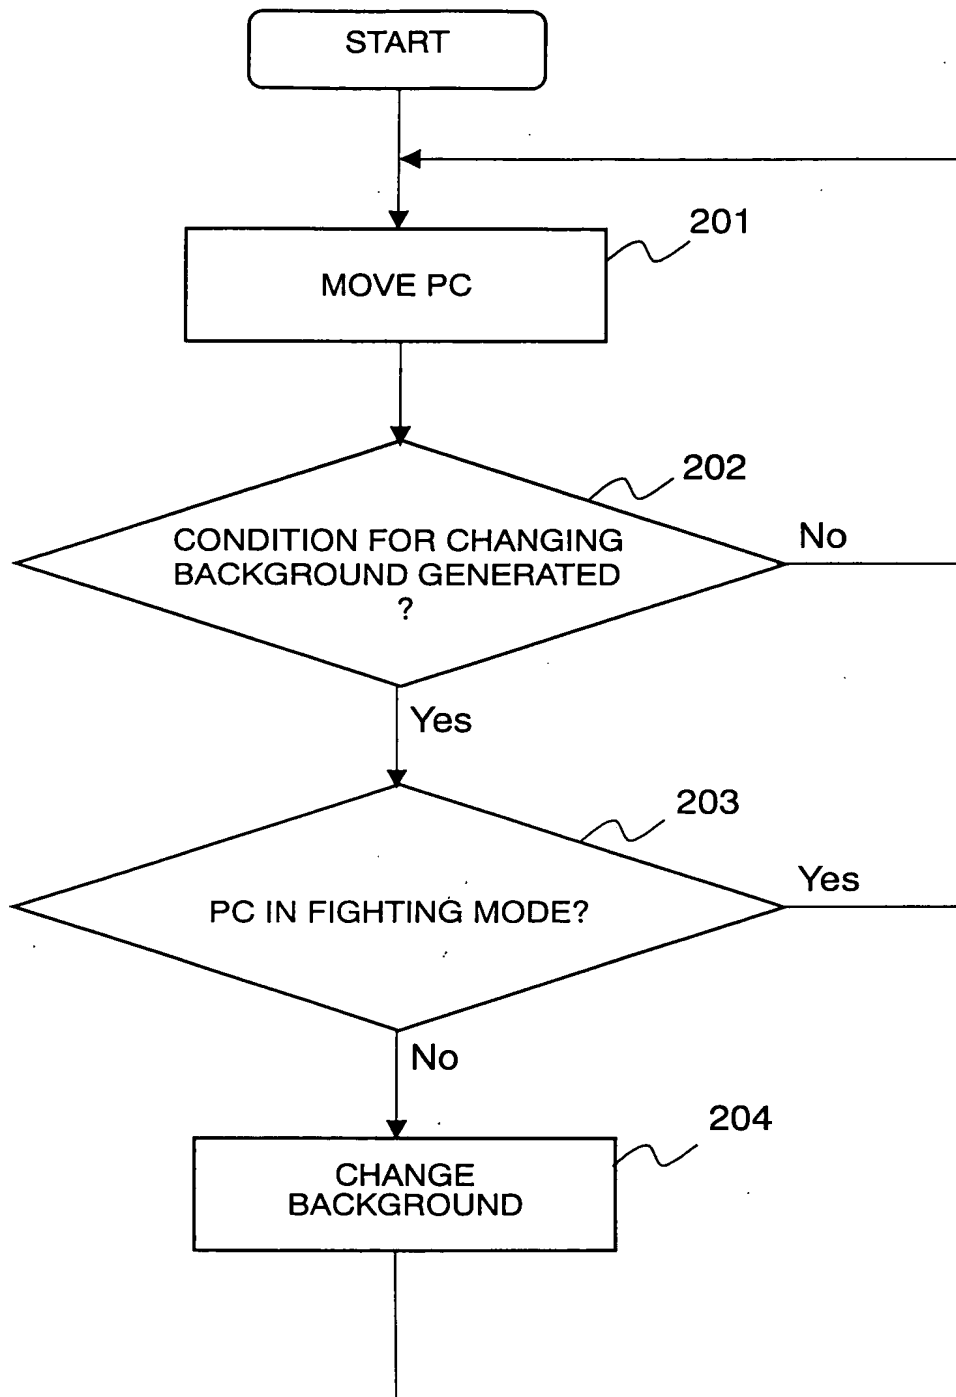 START
201
MOVE PC
202
CONDITION FOR CHANGING
BACKGROUND GENERATED
?
No
Yes
203
PC IN FIGHTING MODE?
Yes
No
204
CHANGE
BACKGROUND